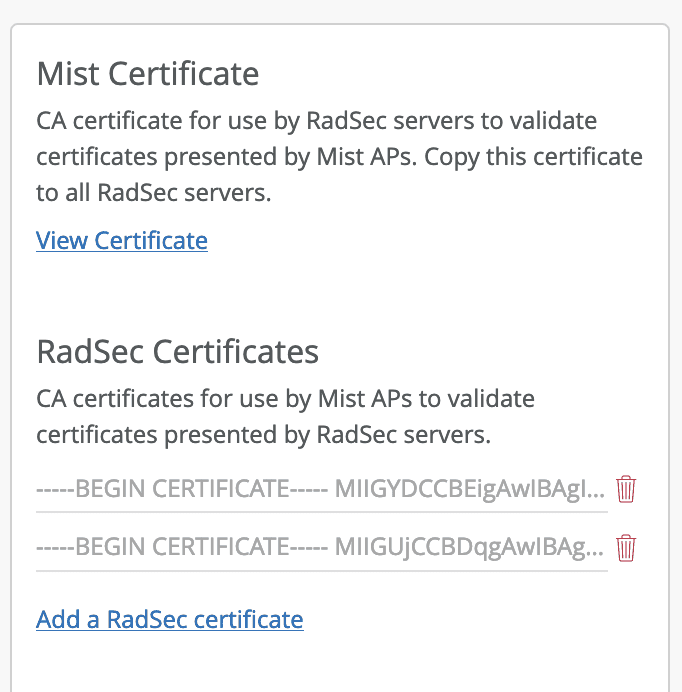 Mist Certificate
CA certificate for use by RadSec servers to validate
certificates presented by Mist APs. Copy this certificate
to all RadSec servers.
View Certificate
RadSec Certificates
CA certificates for use by Mist APs to validate
certificates presented by RadSec servers.
-----BEGIN CERTIFICATE----- MIIGYDCCBEigAwIBAgI...
-----BEGIN CERTIFICATE----- MIIGUjCCBDqgAwIBAg...
Add a RadSec certificate